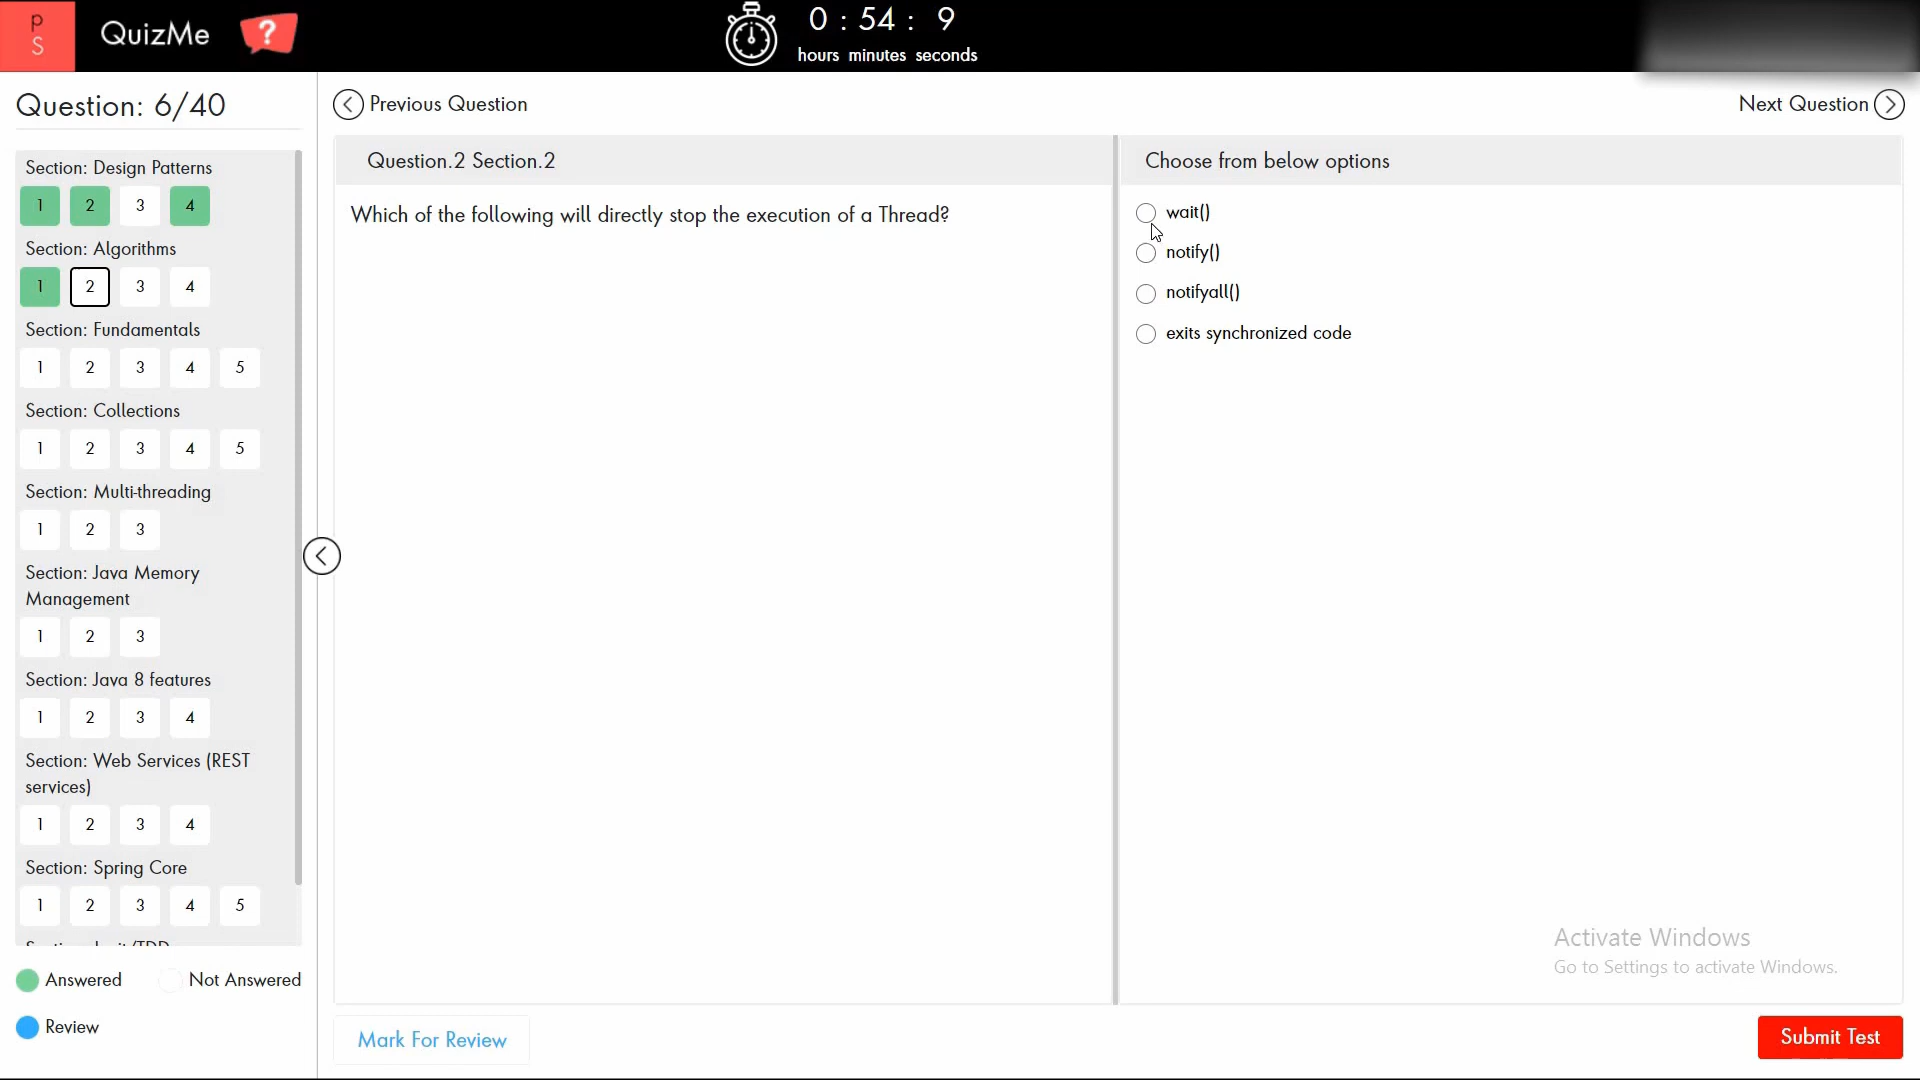 p
S
QuizMe
?
0 : 54 : 9
hours minutes seconds
Question: 6/40
Previous Question
Next Question
Section: Design Patterns
1 2 3 4
Section: Algorithms
1 2 3 4
Section: Fundamentals
1 2 3 4 5
Section: Collections
1 2 3 4 5
Section: Multi-threading
1 2 3
Section: Java Memory
Management
1 2 3
Section: Java 8 features
1 2 3 4
Section: Web Services (REST
services)
1 2 3 4
Section: Spring Core
1 2 3 4 5
Answered Not Answered
Review
Question.2 Section.2
Which of the following will directly stop the execution of a Thread?
Choose from below options
wait()
notify()
notifyall()
exits synchronized code
Activate Windows
Go to Settings to activate Windows.
Mark For Review
Submit Test